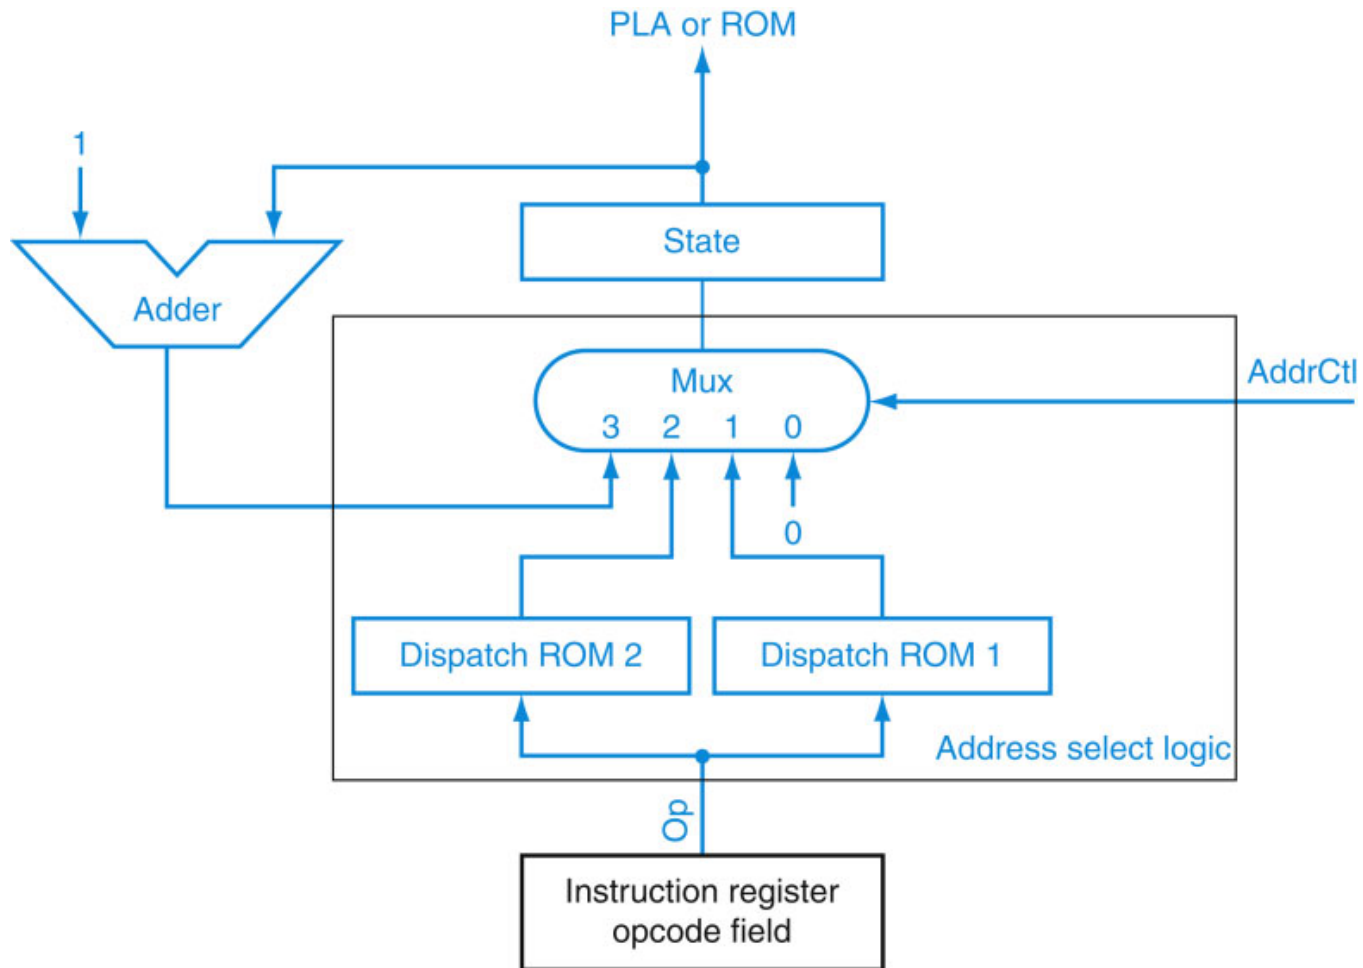 PLA or ROM
1
State
Adder
Mux
AddrCtl
3 2 1 0
0
Dispatch ROM 2
Dispatch ROM 1
Address select logic
Op
Instruction register
opcode field